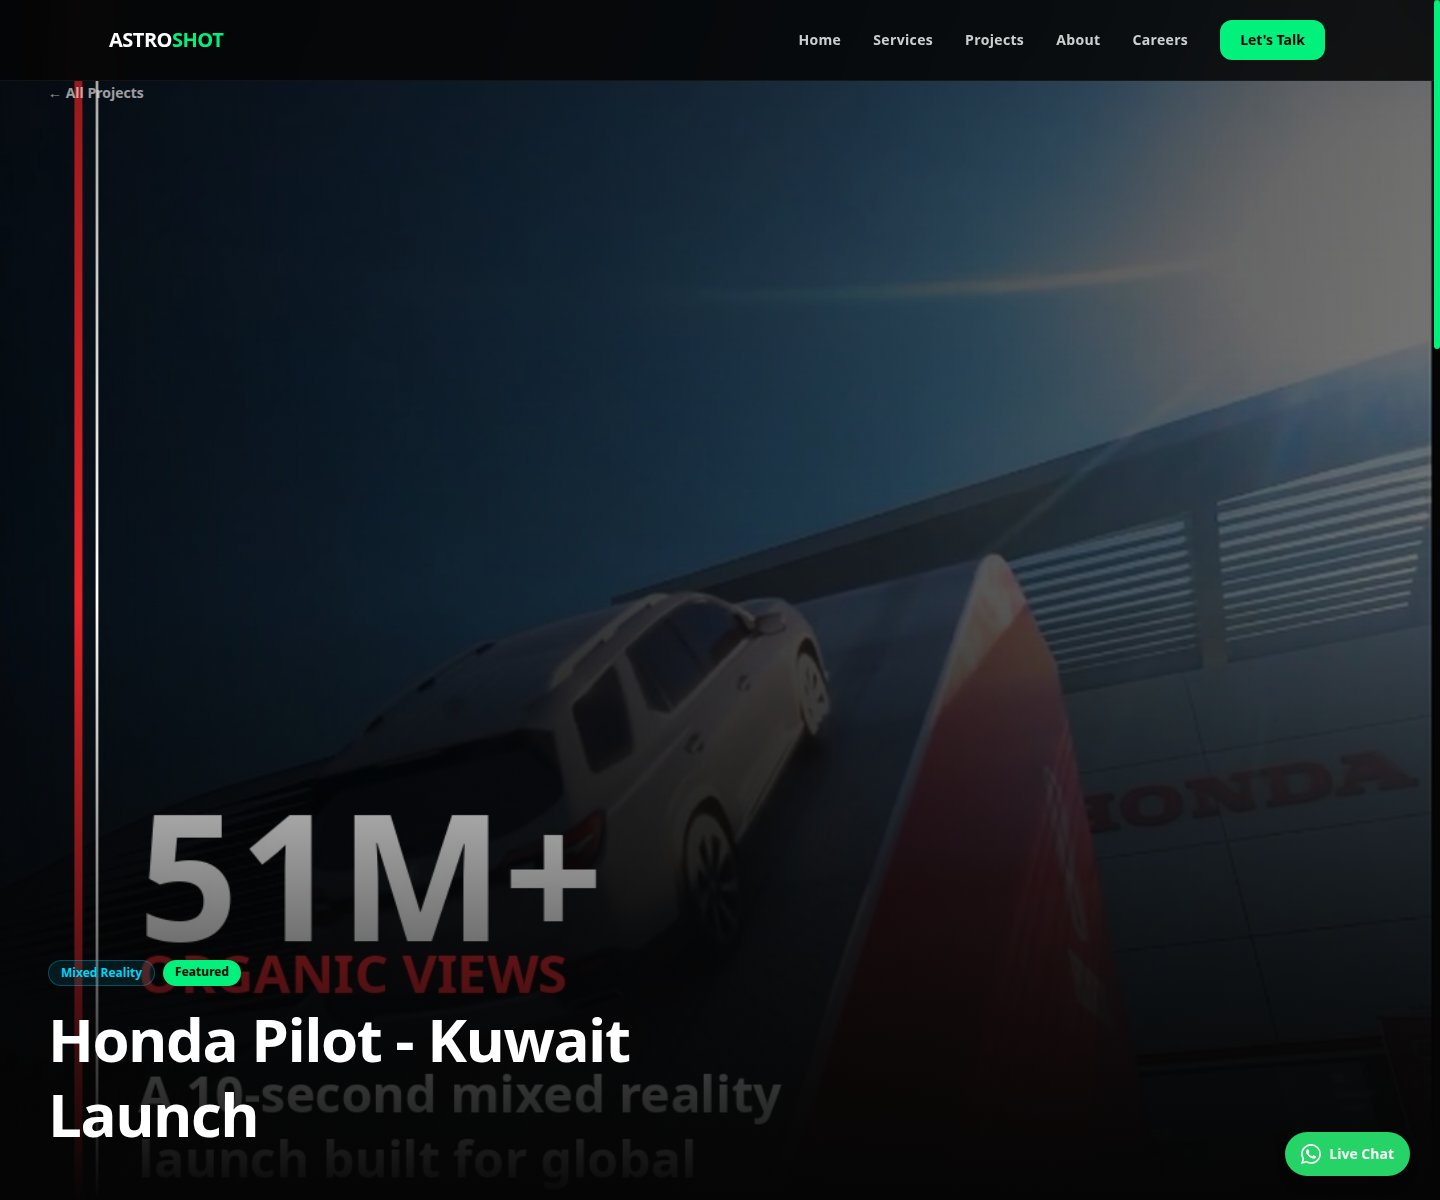 ASTROSHOT
Home Services Projects About Careers Let's Talk
← All Projects
HONDA
51M+
ORGANIC VIEWS
Mixed Reality Featured
Honda Pilot - Kuwait
Launch
A 10-second mixed reality
launch built for global
Live Chat